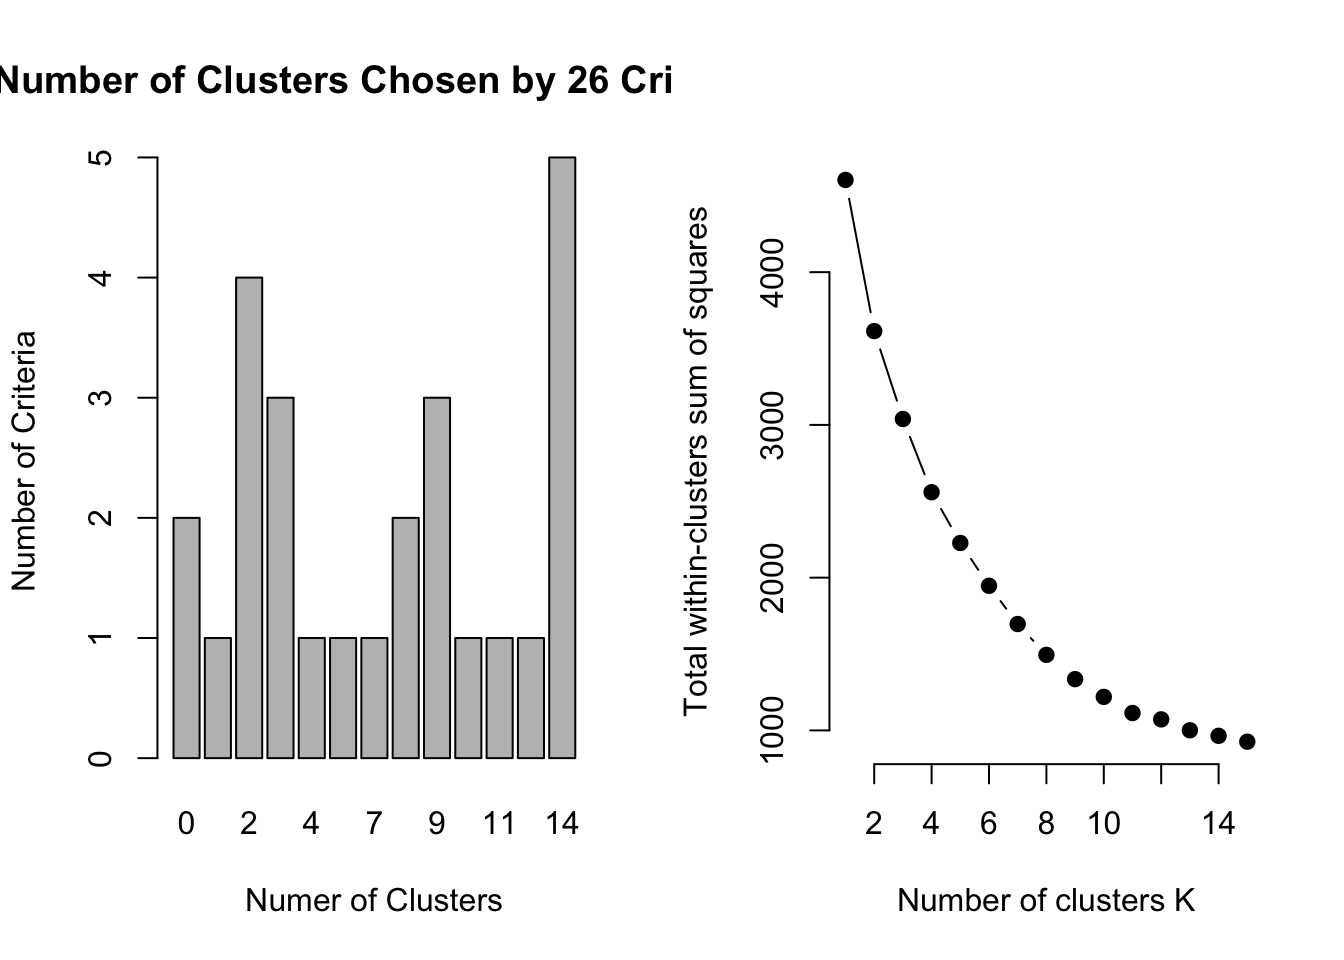 Number of Clusters Chosen by 26 Cri
Number of Criteria
5
4
3
2
1
0
0 2 4 7 9 11 14
Numer of Clusters
Total within-clusters sum of squares
4000
3000
2000
1000
2 4 6 8 10 14
Number of clusters K